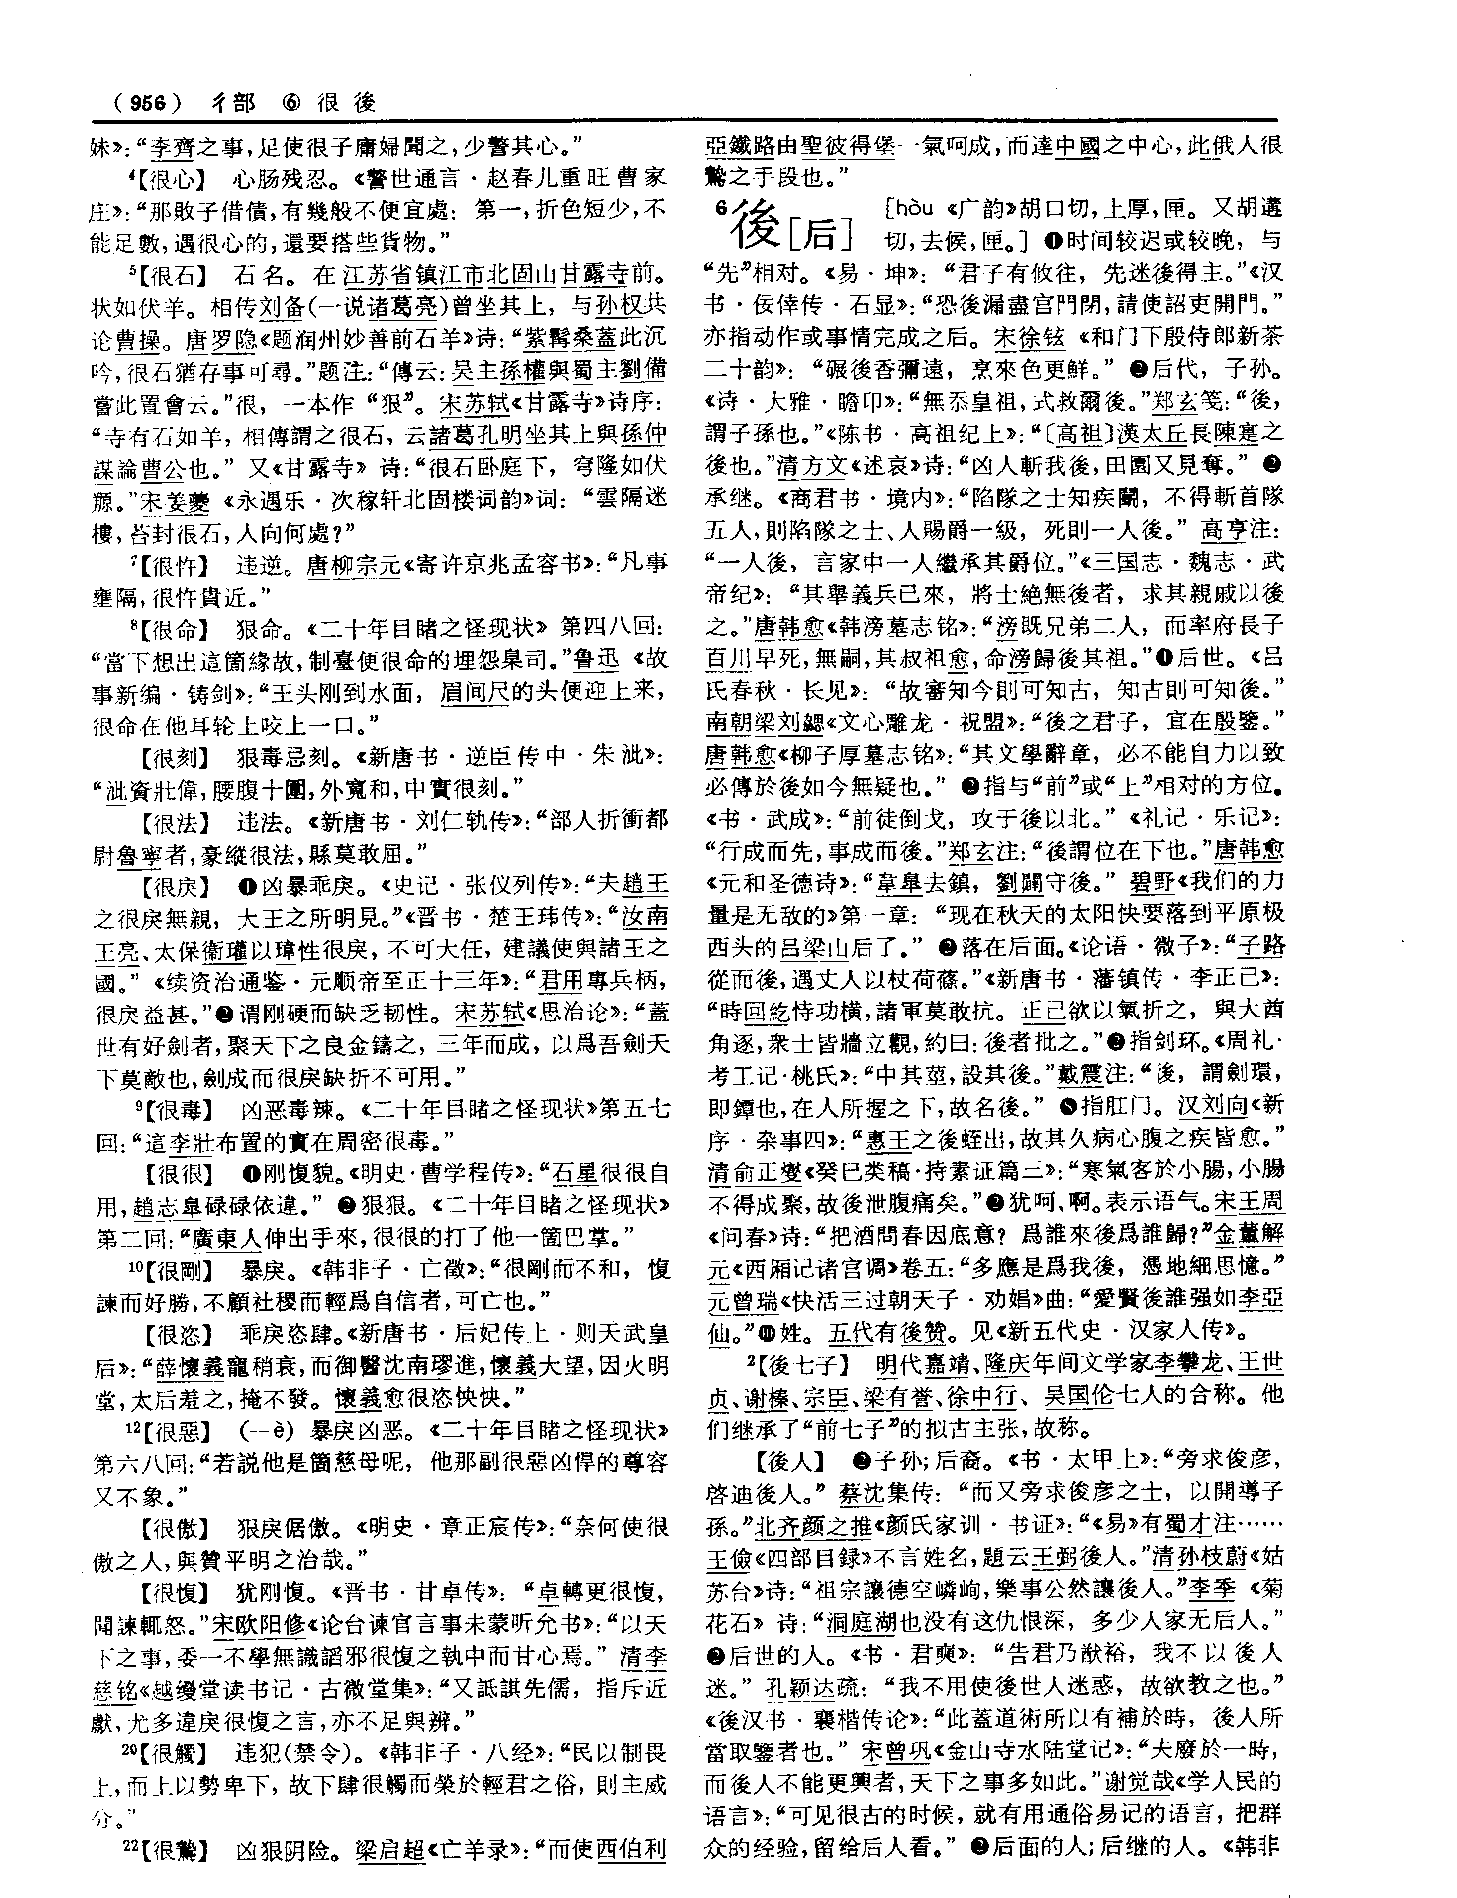 （956） 彳部 ⑥ 很 後
妹》：“李齊之事，足使很子庸婦聞之，少警其心。”
⁴【很心】 心肠残忍。《警世通言·赵春儿重旺曹家
庄》：“那敗子借債，有幾般不便宜處：第一，折色短少，不
能足數，遇很心的，還要搭些貨物。”
⁵【很石】 石名。在江苏省镇江市北固山甘露寺前。
状如伏羊。相传刘备(一说诸葛亮)曾坐其上，与孙权共
论曹操。唐罗隐《题润州妙善前石羊》诗：“紫髯桑蓋此沉
吟，很石猶存事可尋。”题注：“傳云：吴主孫權與蜀主劉備
嘗此置會云。”很，一本作“狠”。宋苏轼《甘露寺》诗序：
“寺有石如羊，相傳謂之很石，云諸葛孔明坐其上與孫仲
謀論曹公也。”又《甘露寺》诗：“很石卧庭下，穹隆如伏
羱。”宋姜夔《永遇乐·次稼轩北固楼词韵》词：“雲隔迷
樓，苔封很石，人向何處？”
⁷【很忤】 违逆。唐柳宗元《寄许京兆孟容书》：“凡事
壅隔，很忤貴近。”
⁸【很命】 狠命。《二十年目睹之怪现状》第四八回：
“當下想出這箇緣故，制臺便很命的埋怨臬司。”鲁迅《故
事新编·铸剑》：“王头刚到水面，眉间尺的头便迎上来，
很命在他耳轮上咬上一口。”
【很刻】 狠毒忌刻。《新唐书·逆臣传中·朱泚》：
“泚資壯偉，腰腹十圍，外寬和，中實很刻。”
【很法】 违法。《新唐书·刘仁轨传》：“部人折衝都
尉魯寧者，豪縱很法，縣莫敢屈。”
【很戾】 ❶凶暴乖戾。《史记·张仪列传》：“夫趙王
之很戾無親，大王之所明見。”《晋书·楚王玮传》：“汝南
王亮、太保衛瓘以瑋性很戾，不可大任，建議使與諸王之
國。”《续资治通鉴·元顺帝至正十三年》：“君用專兵柄，
很戾益甚。”❷谓刚硬而缺乏韧性。宋苏轼《思治论》：“蓋
世有好劍者，聚天下之良金鑄之，三年而成，以爲吾劍天
下莫敵也，劍成而很戾缺折不可用。”
⁹【很毒】 凶恶毒辣。《二十年目睹之怪现状》第五七
回：“這李壯布置的實在周密很毒。”
【很很】 ❶刚愎貌。《明史·曹学程传》：“石星很很自
用，趙志皐碌碌依違。”❷狠狠。《二十年目睹之怪现状》
第二回：“廣東人伸出手來，很很的打了他一箇巴掌。”
¹⁰【很剛】 暴戾。《韩非子·亡徵》：“很剛而不和，愎
諫而好勝，不顧社稷而輕爲自信者，可亡也。”
【很恣】 乖戾恣肆。《新唐书·后妃传上·则天武皇
后》：“薛懷義寵稍衰，而御醫沈南璆進，懷義大望，因火明
堂，太后羞之，掩不發。懷義愈很恣怏怏。”
¹²【很惡】 (—è) 暴戾凶恶。《二十年目睹之怪现状》
第六八回：“若説他是箇慈母呢，他那副很惡凶悍的尊容
又不象。”
【很傲】 狠戾倨傲。《明史·章正宸传》：“奈何使很
傲之人，與贊平明之治哉。”
【很愎】 犹刚愎。《晋书·甘卓传》：“卓轉更很愎，
聞諫輒怒。”宋欧阳修《论台谏官言事未蒙听允书》：“以天
下之事，委一不學無識諂邪很愎之執中而甘心焉。”清李
慈铭《越缦堂读书记·古微堂集》：“又詆諆先儒，指斥近
獻，尤多違戾很愎之言，亦不足與辨。”
²⁰【很觸】 违犯(禁令)。《韩非子·八经》：“民以制畏
上，而上以勢卑下，故下肆很觸而榮於輕君之俗，則主威
分。”
²²【很鷙】 凶狠阴险。梁启超《亡羊录》：“而使西伯利
亞鐵路由聖彼得堡一氣呵成，而達中國之中心，此俄人很
鷙之手段也。”
⁶後[后] [hòu 《广韵》胡口切，上厚，匣。又胡遘
切，去候，匣。]❶时间较迟或较晚，与
“先”相对。《易·坤》：“君子有攸往，先迷後得主。”《汉
书·佞倖传·石显》：“恐後漏盡宫門閉，請使詔吏開門。”
亦指动作或事情完成之后。宋徐铉《和门下殷侍郎新茶
二十韵》：“碾後香彌遠，烹來色更鮮。”❷后代，子孙。
《诗·大雅·瞻卬》：“無忝皇祖，式救爾後。”郑玄笺：“後，
謂子孫也。”《陈书·高祖纪上》：“〔高祖〕漢太丘長陳寔之
後也。”清方文《述哀》诗：“凶人斬我後，田園又見奪。”❷
承继。《商君书·境内》：“陷隊之士知疾鬭，不得斬首隊
五人，則陷隊之士、人賜爵一級，死則一人後。”高亨注：
“一人後，言家中一人繼承其爵位。”《三国志·魏志·武
帝纪》：“其舉義兵已來，將士絶無後者，求其親戚以後
之。”唐韩愈《韩滂墓志铭》：“滂既兄弟二人，而率府長子
百川早死，無嗣，其叔祖愈，命滂歸後其祖。”❶后世。《吕
氏春秋·长见》：“故審知今則可知古，知古則可知後。”
南朝梁刘勰《文心雕龙·祝盟》：“後之君子，宜在殷鑒。”
唐韩愈《柳子厚墓志铭》：“其文學辭章，必不能自力以致
必傳於後如今無疑也。”❷指与“前”或“上”相对的方位。
《书·武成》：“前徒倒戈，攻于後以北。”《礼记·乐记》：
“行成而先，事成而後。”郑玄注：“後謂位在下也。”唐韩愈
《元和圣德诗》：“韋皋去鎮，劉闢守後。”碧野《我们的力
量是无敌的》第一章：“现在秋天的太阳快要落到平原极
西头的吕梁山后了。”❷落在后面。《论语·微子》：“子路
從而後，遇丈人以杖荷蓧。”《新唐书·藩镇传·李正己》：
“時回紇恃功横，諸軍莫敢抗。正己欲以氣折之，與大酋
角逐，衆士皆牆立觀，約曰：後者批之。”❷指剑环。《周礼·
考工记·桃氏》：“中其莖，設其後。”戴震注：“後，謂劍環，
即鐔也，在人所握之下，故名後。”❽指肛门。汉刘向《新
序·杂事四》：“惠王之後蛭出，故其久病心腹之疾皆愈。”
清俞正燮《癸巳类稿·持素证篇三》：“寒氣客於小腸，小腸
不得成聚，故後泄腹痛矣。”❷犹呵、啊。表示语气。宋王周
《问春》诗：“把酒問春因底意？爲誰來後爲誰歸？”金董解
元《西厢记诸宫调》卷五：“多應是爲我後，憑地細思憶。”
元曾瑞《快活三过朝天子·劝娼》曲：“愛賢後誰强如李亞
仙。”❿姓。五代有後赞。见《新五代史·汉家人传》。
²【後七子】 明代嘉靖、隆庆年间文学家李攀龙、王世
贞、谢榛、宗臣、梁有誉、徐中行、吴国伦七人的合称。他
们继承了“前七子”的拟古主张，故称。
【後人】 ❷子孙；后裔。《书·太甲上》：“旁求俊彦，
啓迪後人。”蔡沈集传：“而又旁求俊彦之士，以開導子
孫。”北齐颜之推《颜氏家训·书证》：“《易》有蜀才注……
王儉《四部目録》不言姓名，題云王弼後人。”清孙枝蔚《姑
苏台》诗：“祖宗讓德空嶙峋，樂事公然讓後人。”李季《菊
花石》诗：“洞庭湖也没有这仇恨深，多少人家无后人。”
❷后世的人。《书·君奭》：“告君乃猷裕，我不以後人
迷。”孔颖达疏：“我不用使後世人迷惑，故欲教之也。”
《後汉书·襄楷传论》：“此蓋道術所以有補於時，後人所
當取鑒者也。”宋曾巩《金山寺水陆堂记》：“夫廢於一時，
而後人不能更興者，天下之事多如此。”谢觉哉《学人民的
语言》：“可见很古的时候，就有用通俗易记的语言，把群
众的经验，留给后人看。”❷后面的人；后继的人。《韩非